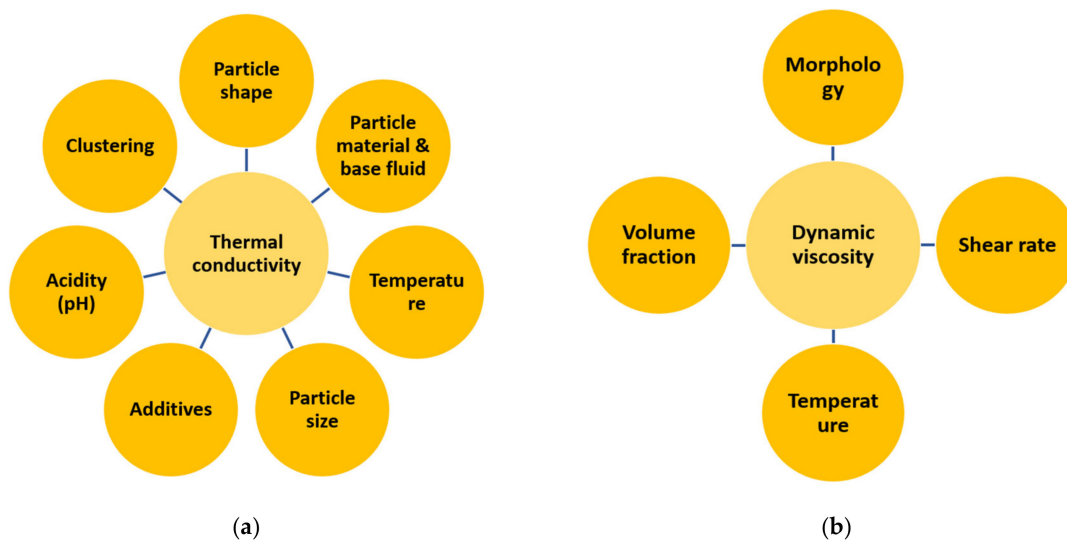 Particle
shape
Particle
material &
base fluid
Temperatu
re
Particle
size
Additives
Acidity
(pH)
Clustering
Thermal
conductivity
(a)
Morpholo
gy
Shear rate
Temperat
ure
Volume
fraction
Dynamic
viscosity
(b)